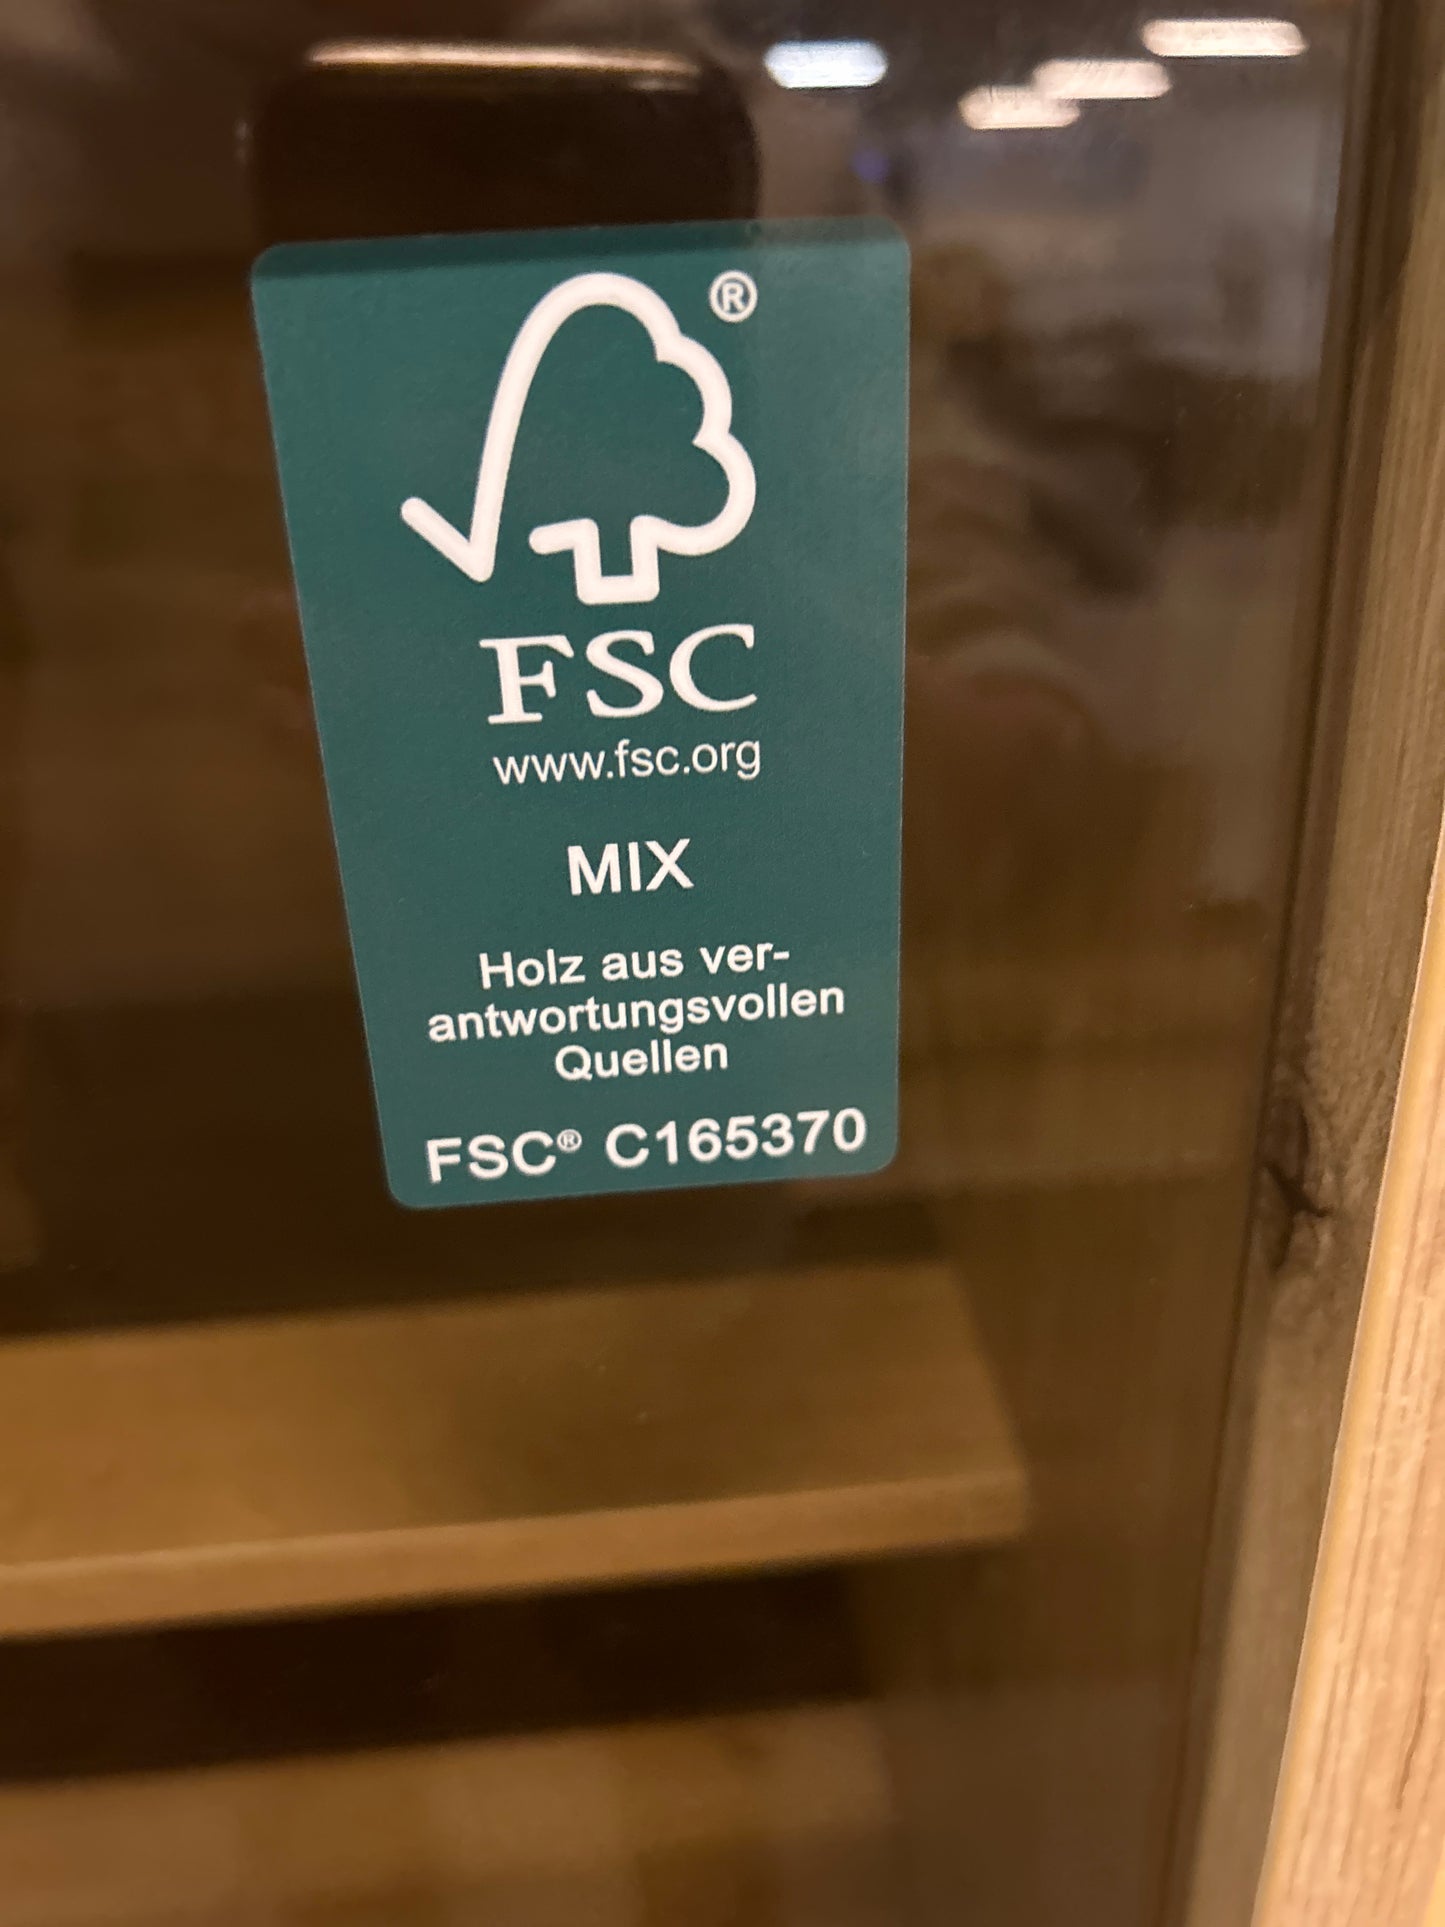 ®
FSC
www.fsc.org
MIX
Holz aus ver-
antwortungsvollen
Quellen
FSC® C165370